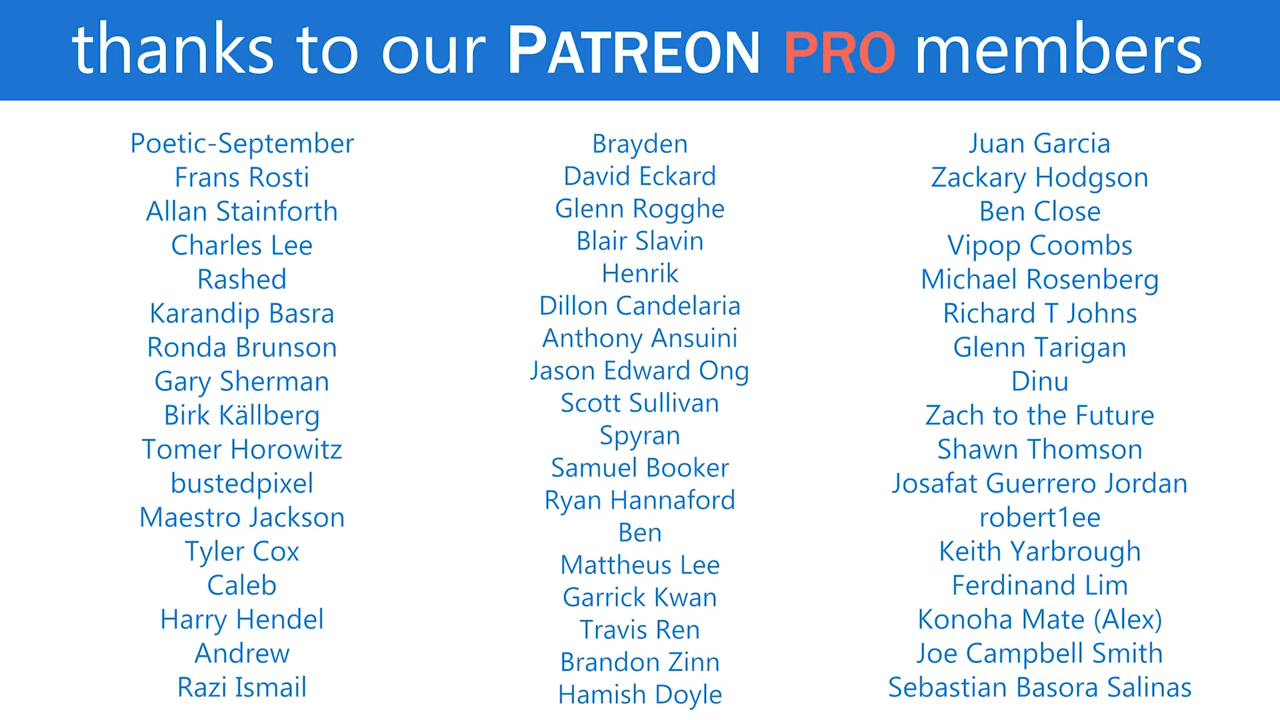 thanks to our PATREON PRO members
Poetic-September
Frans Rosti
Allan Stainforth
Charles Lee
Rashed
Karandip Basra
Ronda Brunson
Gary Sherman
Birk Källberg
Tomer Horowitz
bustedpixel
Maestro Jackson
Tyler Cox
Caleb
Harry Hendel
Andrew
Razi Ismail
Brayden
David Eckard
Glenn Rogghe
Blair Slavin
Henrik
Dillon Candelaria
Anthony Ansuini
Jason Edward Ong
Scott Sullivan
Spyran
Samuel Booker
Ryan Hannaford
Ben
Mattheus Lee
Garrick Kwan
Travis Ren
Brandon Zinn
Hamish Doyle
Juan Garcia
Zackary Hodgson
Ben Close
Vipop Coombs
Michael Rosenberg
Richard T Johns
Glenn Tarigan
Dinu
Zach to the Future
Shawn Thomson
Josafat Guerrero Jordan
robert1ee
Keith Yarbrough
Ferdinand Lim
Konoha Mate (Alex)
Joe Campbell Smith
Sebastian Basora Salinas